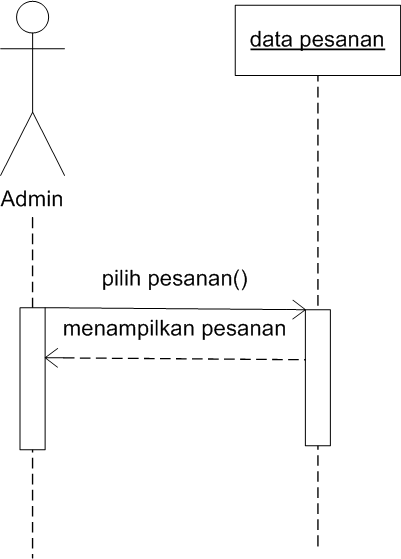 data pesanan
Admin
pilih pesanan()
menampilkan pesanan